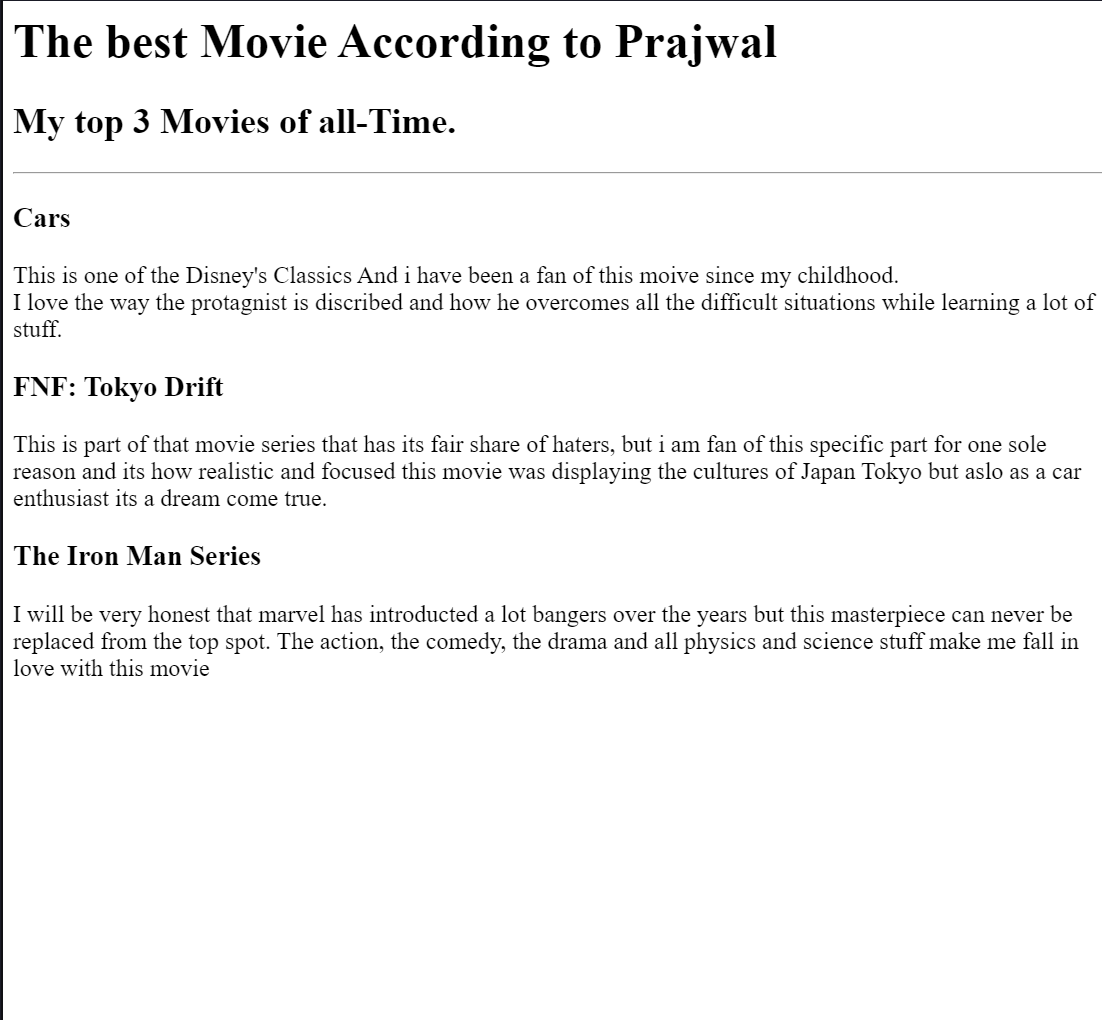 The best Movie According to Prajwal
My top 3 Movies of all-Time.
Cars
This is one of the Disney's Classics And i have been a fan of this moive since my childhood.
I love the way the protagnist is discribed and how he overcomes all the difficult situations while learning a lot of
stuff.
FNF: Tokyo Drift
This is part of that movie series that has its fair share of haters, but i am fan of this specific part for one sole
reason and its how realistic and focused this movie was displaying the cultures of Japan Tokyo but aslo as a car
enthusiast its a dream come true.
The Iron Man Series
I will be very honest that marvel has introducted a lot bangers over the years but this masterpiece can never be
replaced from the top spot. The action, the comedy, the drama and all physics and science stuff make me fall in
love with this movie